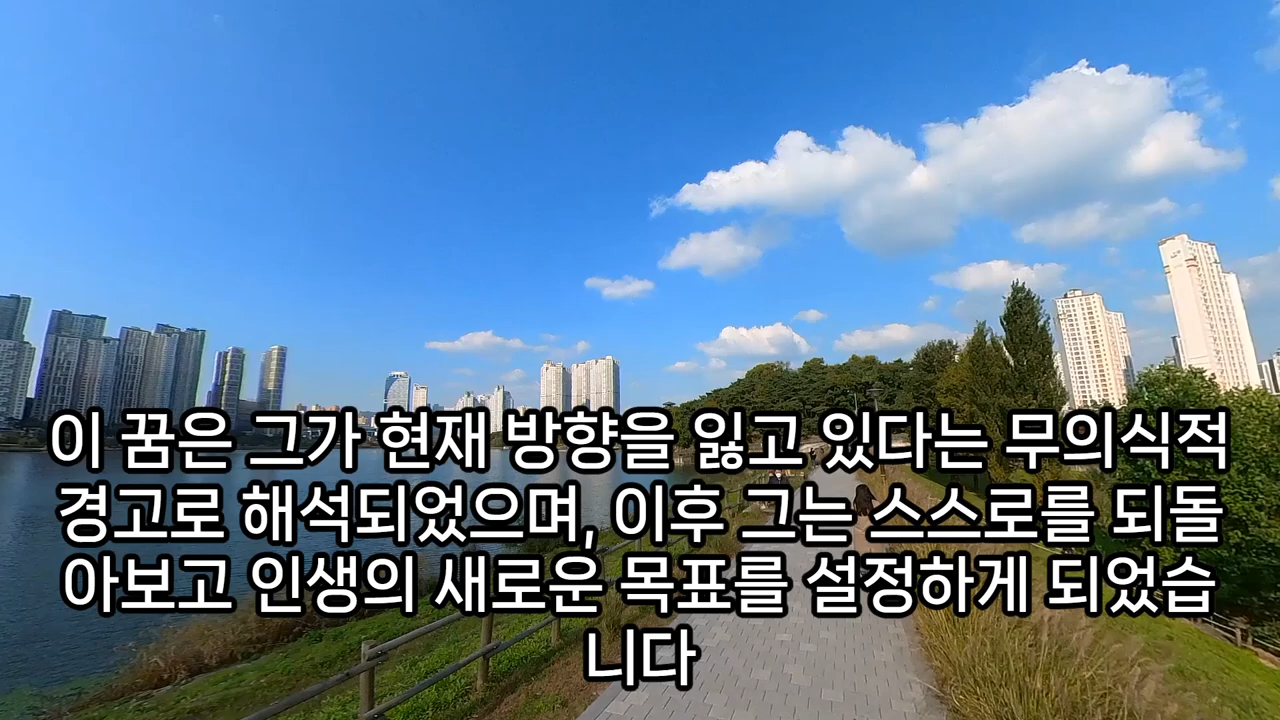 이 꿈은 그가 현재 방향을 잃고 있다는 무의식적
경고로 해석되었으며, 이후 그는 스스로를 되돌
아보고 인생의 새로운 목표를 설정하게 되었습
니다